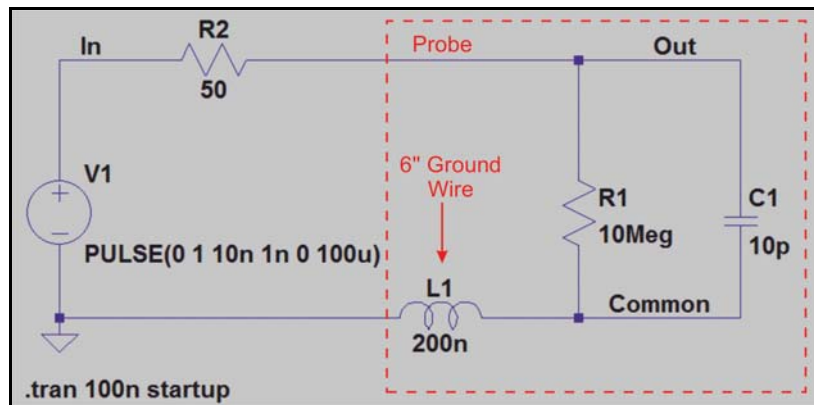 In
R2
50
Probe
Out
V1
PULSE(0 1 10n 1n 0 100u)
6" Ground
Wire
R1
10Meg
C1
10p
L1
200n
Common
.tran 100n startup